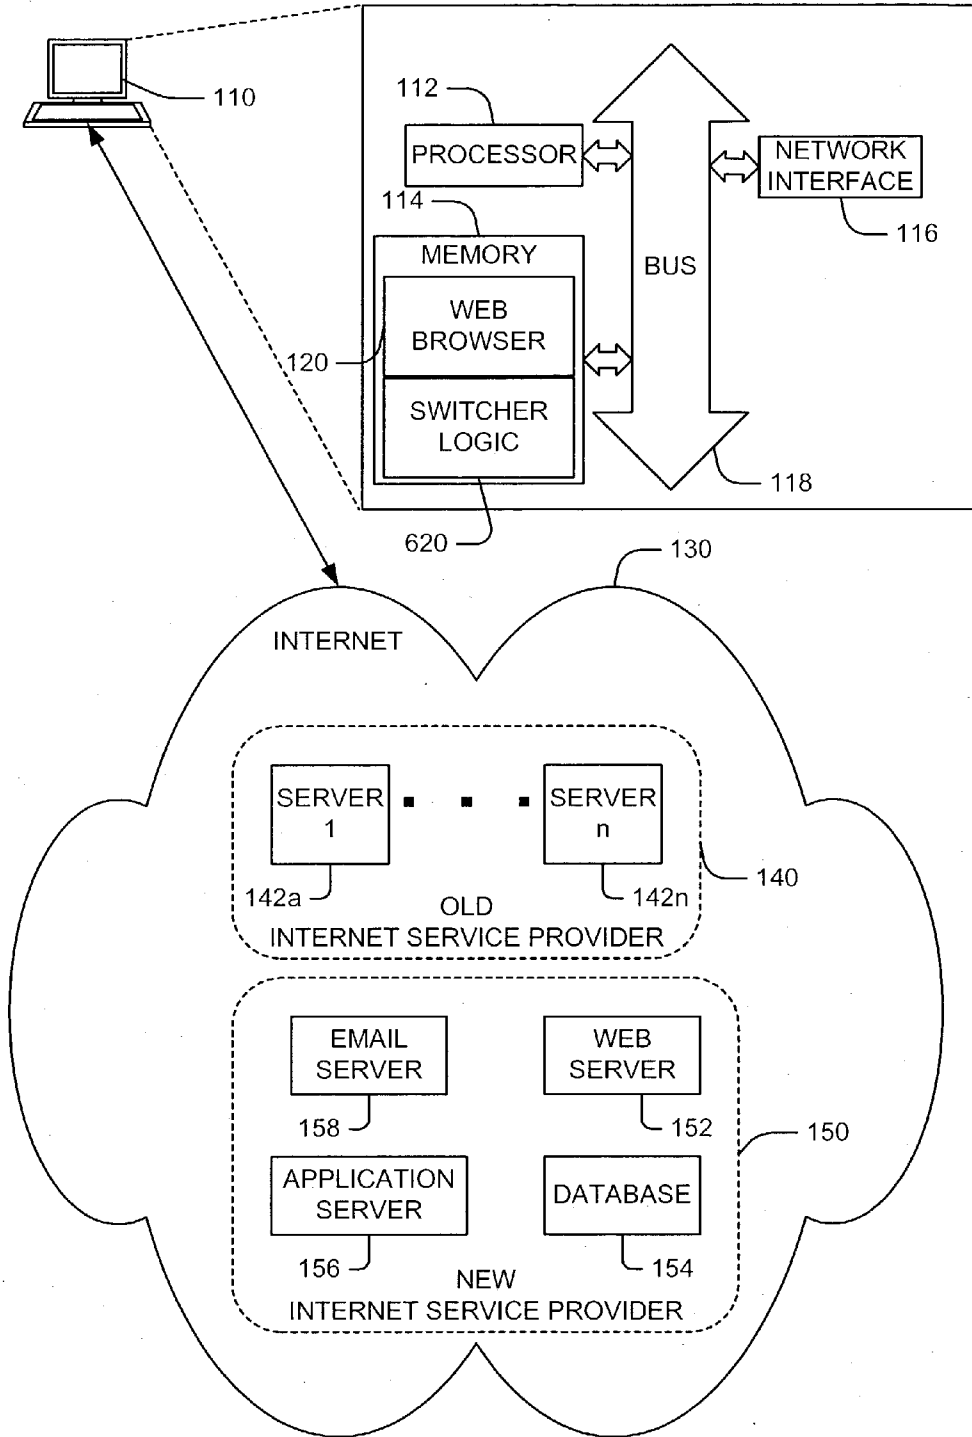 110
112
PROCESSOR
NETWORK
INTERFACE
116
114
MEMORY
BUS
WEB
BROWSER
120
SWITCHER
LOGIC
118
620
130
INTERNET
SERVER
1
SERVER
n
142a
142n
140
OLD
INTERNET SERVICE PROVIDER
EMAIL
SERVER
WEB
SERVER
158
152
150
APPLICATION
SERVER
DATABASE
156
154
NEW
INTERNET SERVICE PROVIDER